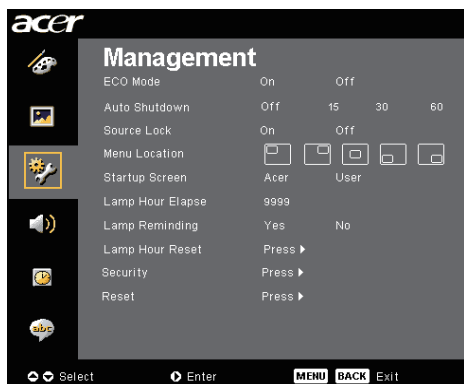 acer
Management
ECO Mode On Off
Auto Shutdown Off 15 30 60
Source Lock On Off
Menu Location
Startup Screen Acer User
Lamp Hour Elapse 9999
Lamp Reminding Yes No
Lamp Hour Reset Press
Security Press
Reset Press
abc
Select Enter MENU BACK Exit